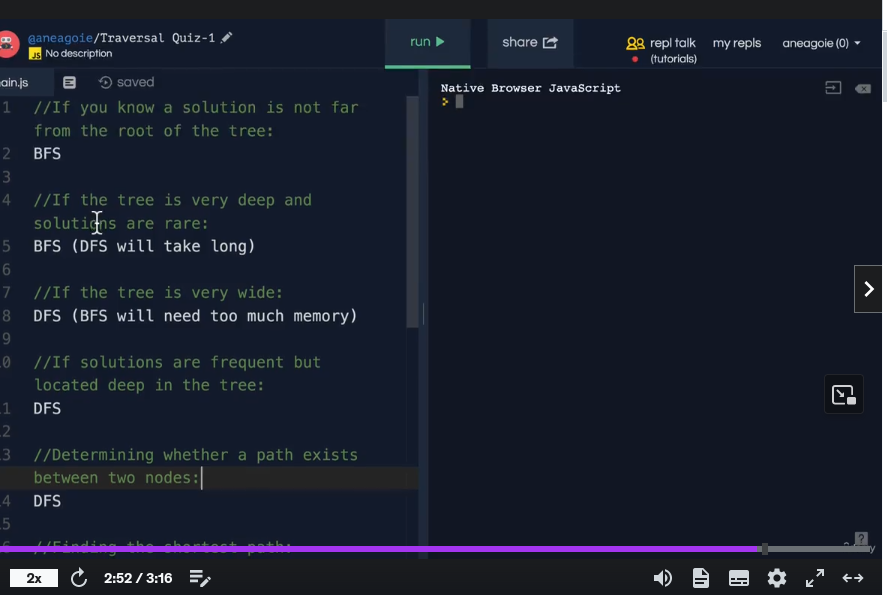 @aneagoie/Traversal Quiz-1
JS No description
run
share
repl talk
(tutorials)
my repls
aneagoie (0)
ain.js
saved
Native Browser JavaScript
1 //If you know a solution is not far
from the root of the tree:
2 BFS
3
4 //If the tree is very deep and
solutions are rare:
5 BFS (DFS will take long)
6
7 //If the tree is very wide:
8 DFS (BFS will need too much memory)
9
0 //If solutions are frequent but
located deep in the tree:
1 DFS
2
3 //Determining whether a path exists
between two nodes:
4 DFS
5
//Finding the shortest path:
?
2x
2:52 / 3:16